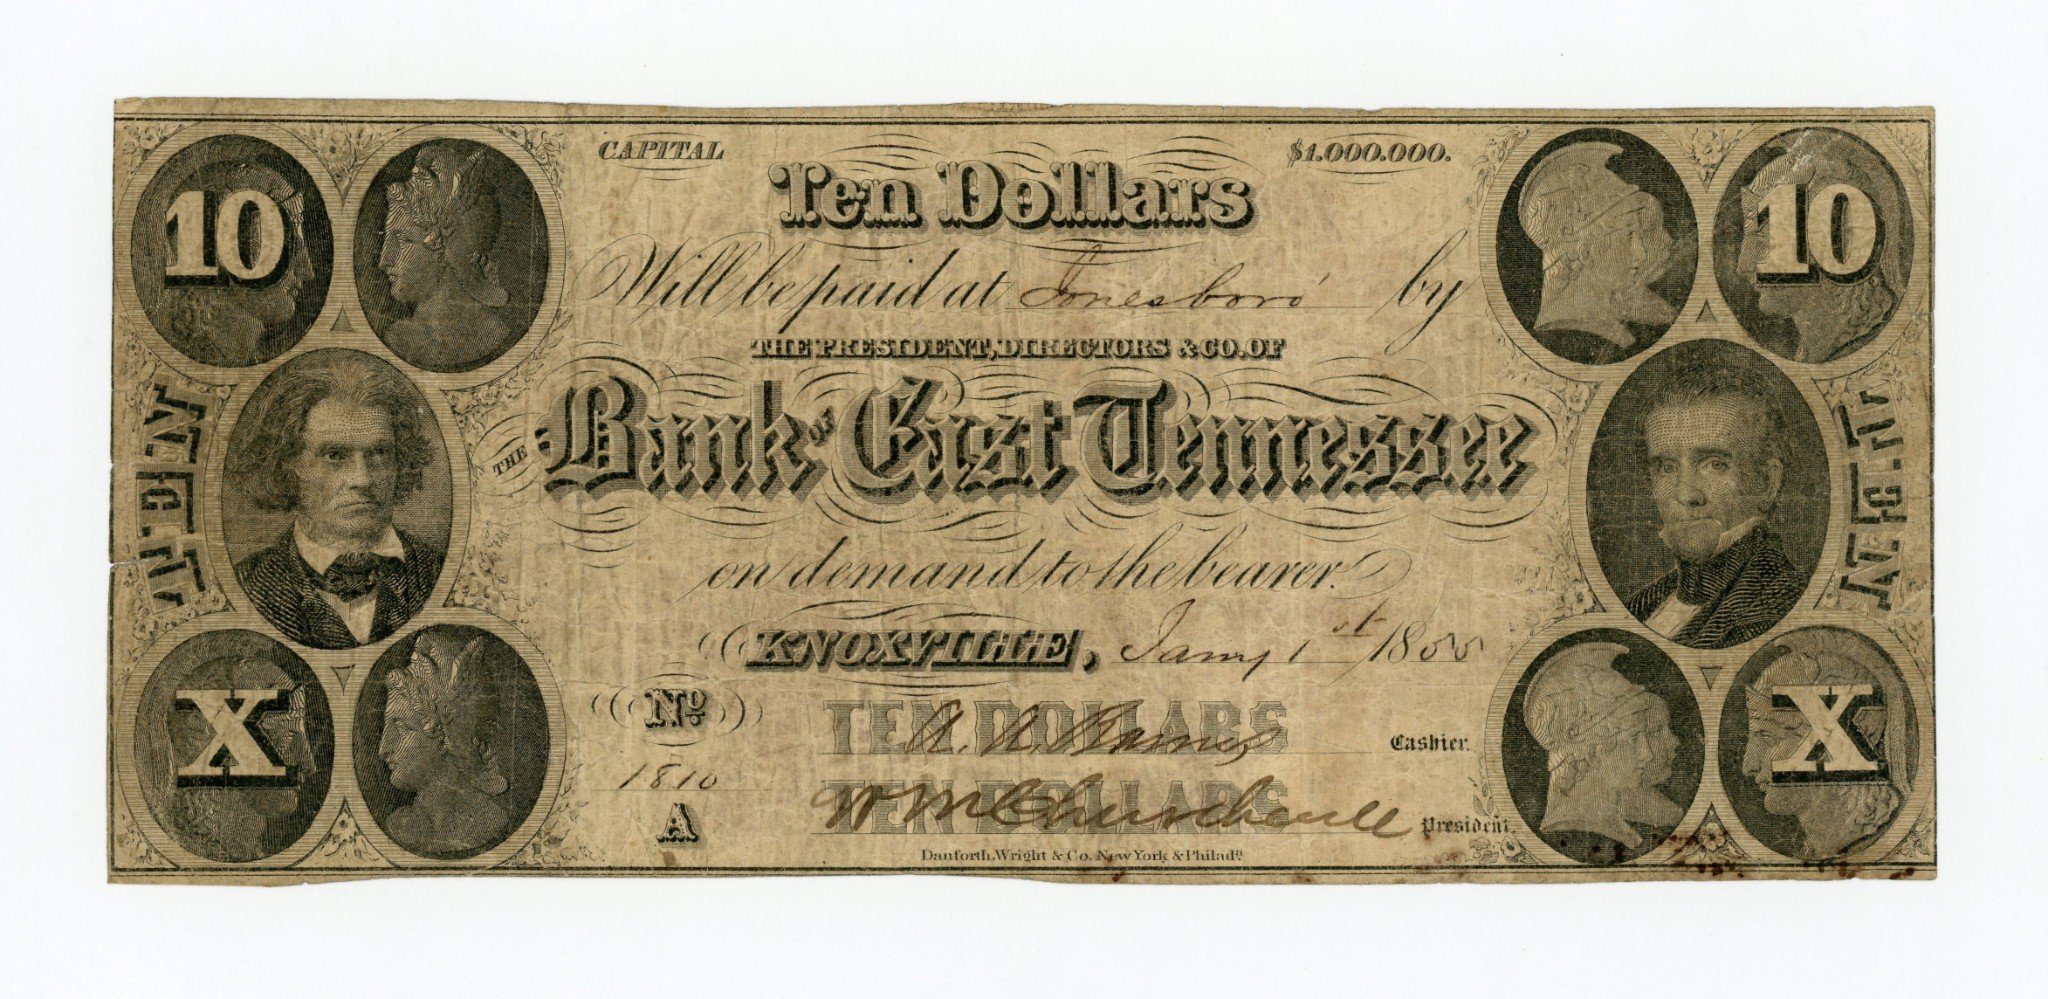 CAPITAL $1.000.000.
Ten Dollars
10 10
Will be paid at Jonesboro' by
THE PRESIDENT, DIRECTORS & CO. OF
TEN TEN
THE Bank OF East Tennessee
on demand to the bearer.
KNOXVILLE, Jany 1st 1855
No TEN DOLLARS Cashier.
X X
1810
TEN DOLLARS
A Wm Churchwell President.
Danforth, Wright & Co. New York & Philada.